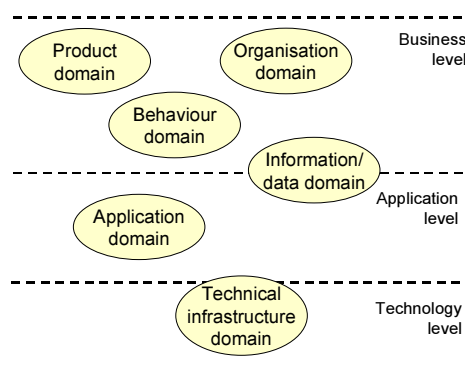 Product
domain
Organisation
domain
Business
level
Behaviour
domain
Information/
data domain
Application
level
Application
domain
Technical
infrastructure
domain
Technology
level